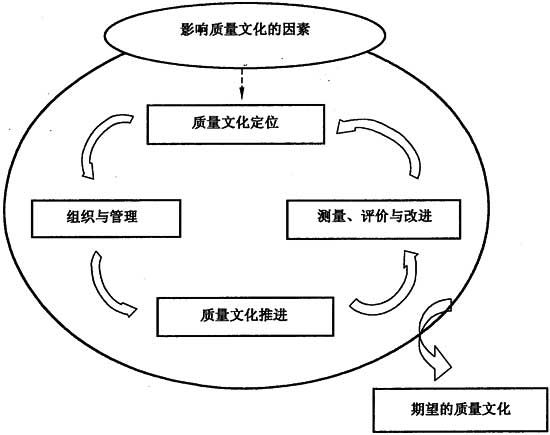 影响质量文化的因素
质量文化定位
组织与管理
测量、评价与改进
质量文化推进
期望的质量文化